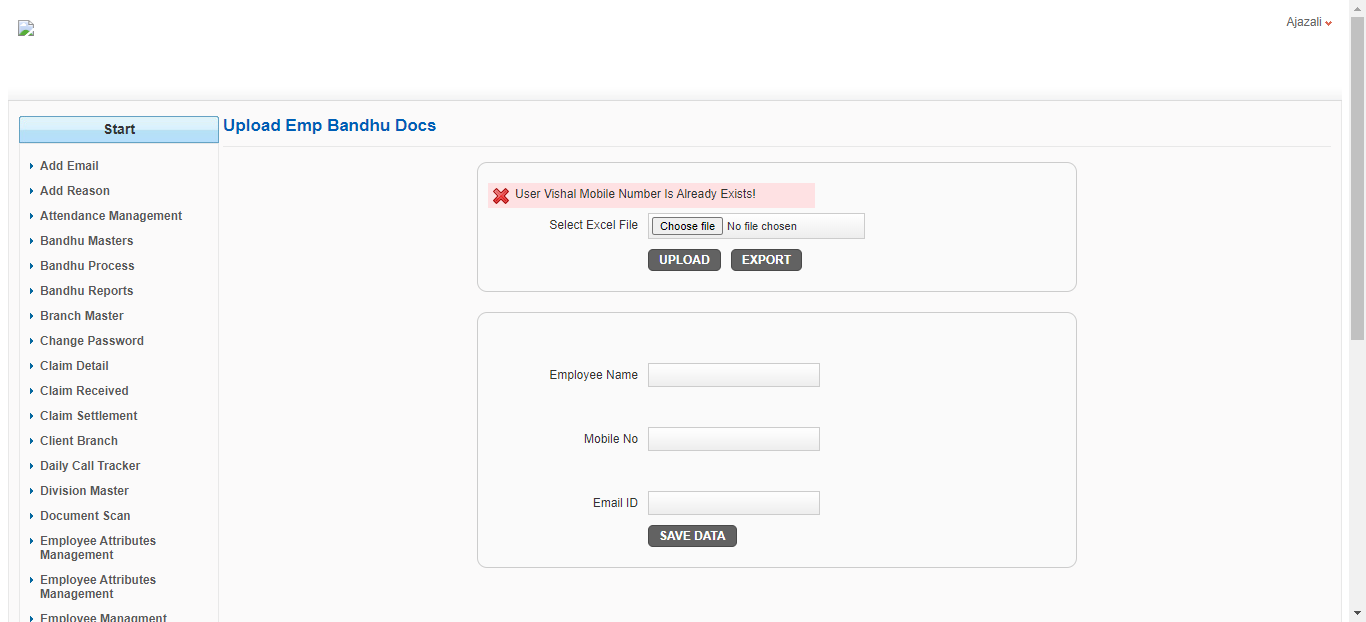 Ajazali
Start
Upload Emp Bandhu Docs
Add Email
Add Reason
Attendance Management
Bandhu Masters
Bandhu Process
Bandhu Reports
Branch Master
Change Password
Claim Detail
Claim Received
Claim Settlement
Client Branch
Daily Call Tracker
Division Master
Document Scan
Employee Attributes
Management
Employee Attributes
Management
Employee Managment
User Vishal Mobile Number Is Already Exists!
Select Excel File Choose file No file chosen
UPLOAD EXPORT
Employee Name
Mobile No
Email ID
SAVE DATA